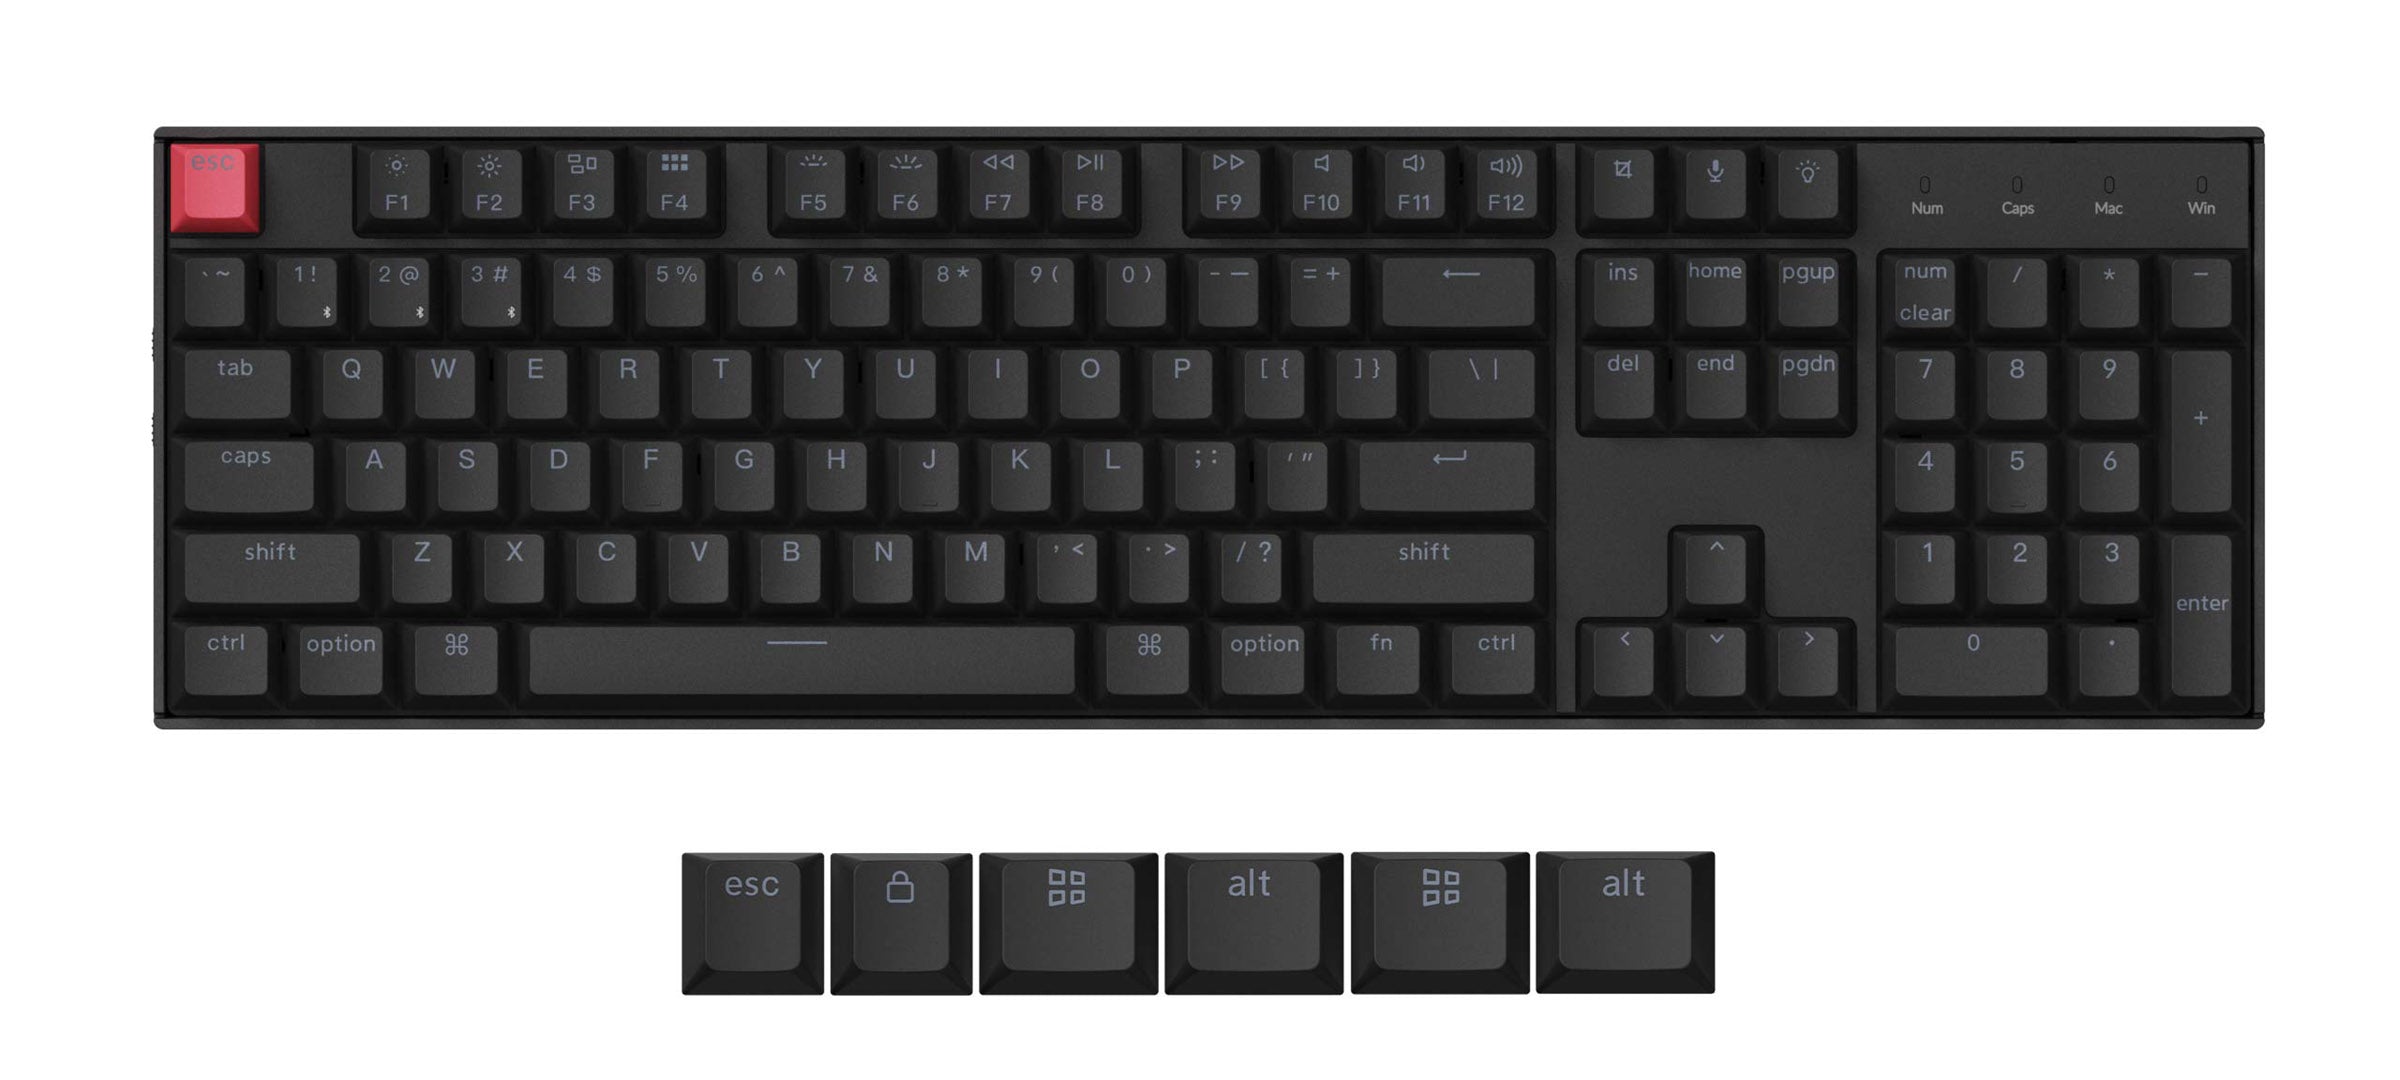 esc F1 F2 F3 F4 F5 F6 F7 F8 F9 F10 F11 F12
Num Caps Mac Win
` ~ 1 ! 2 @ 3 # 4 $ 5 % 6 ^ 7 & 8 * 9 ( 0 ) - — = + ← ins home pgup num / * −
clear
tab Q W E R T Y U I O P [ { ] } \ | del end pgdn 7 8 9 +
caps A S D F G H J K L ; : ' " 4 5 6
shift Z X C V B N M , < . > / ? shift ^ 1 2 3 enter
ctrl option ⌘ ⌘ option fn ctrl < ˅ > 0 .
esc alt alt